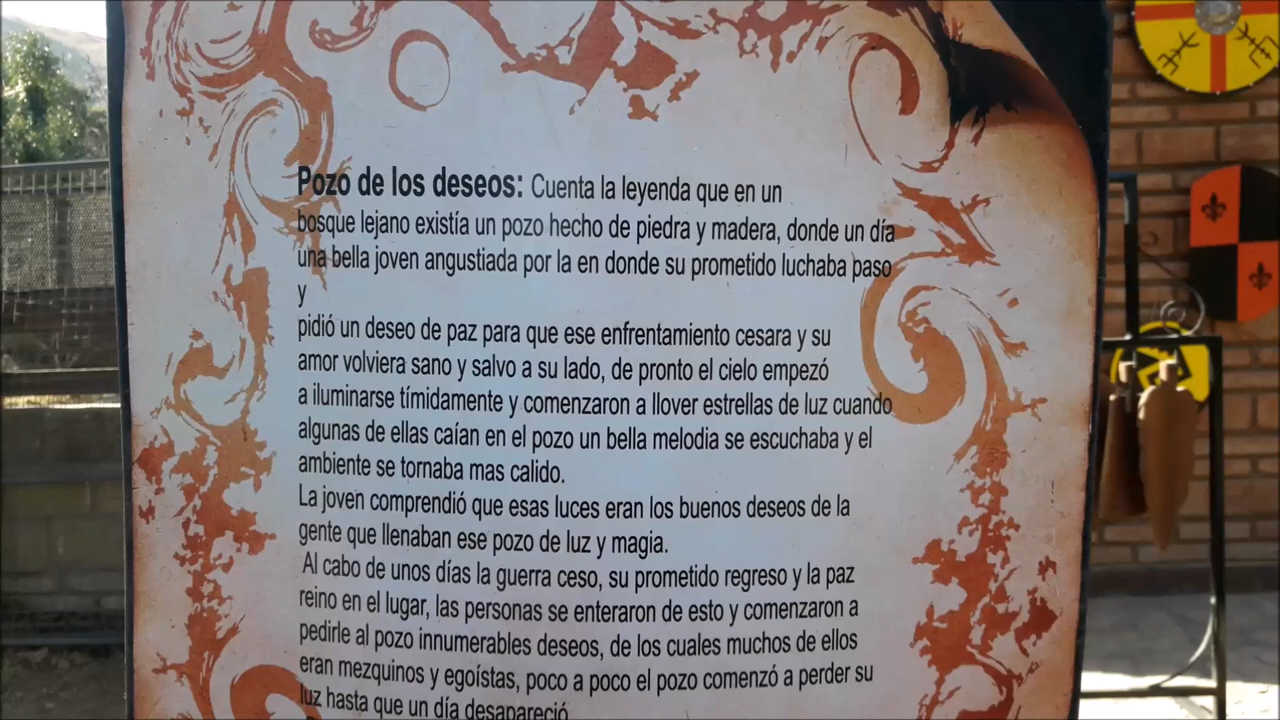 Pozo de los deseos: Cuenta la leyenda que en un
bosque lejano existía un pozo hecho de piedra y madera, donde un día
una bella joven angustiada por la en donde su prometido luchaba paso
y
pidió un deseo de paz para que ese enfrentamiento cesara y su
amor volviera sano y salvo a su lado, de pronto el cielo empezó
a iluminarse tímidamente y comenzaron a llover estrellas de luz cuando
algunas de ellas caían en el pozo un bella melodia se escuchaba y el
ambiente se tornaba mas calido.
La joven comprendió que esas luces eran los buenos deseos de la
gente que llenaban ese pozo de luz y magia.
Al cabo de unos días la guerra ceso, su prometido regreso y la paz
reino en el lugar, las personas se enteraron de esto y comenzaron a
pedirle al pozo innumerables deseos, de los cuales muchos de ellos
eran mezquinos y egoístas, poco a poco el pozo comenzó a perder su
luz hasta que un día desapareció